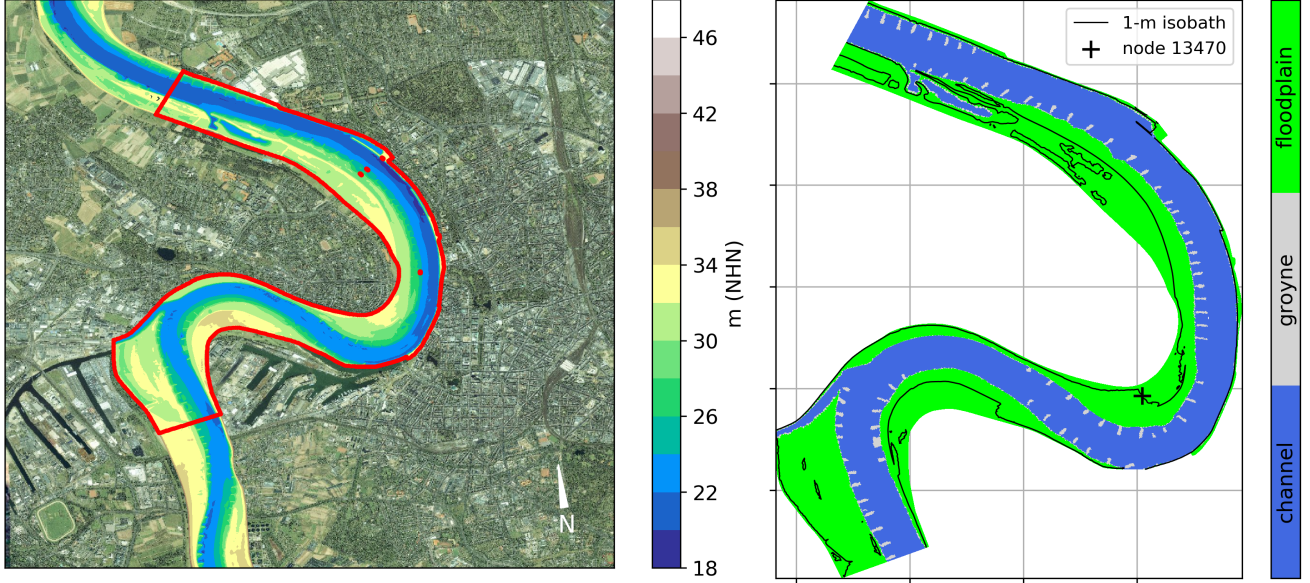 N
46
42
38
34
30
26
22
18
m (NHN)
1-m isobath
node 13470
floodplain
groyne
channel